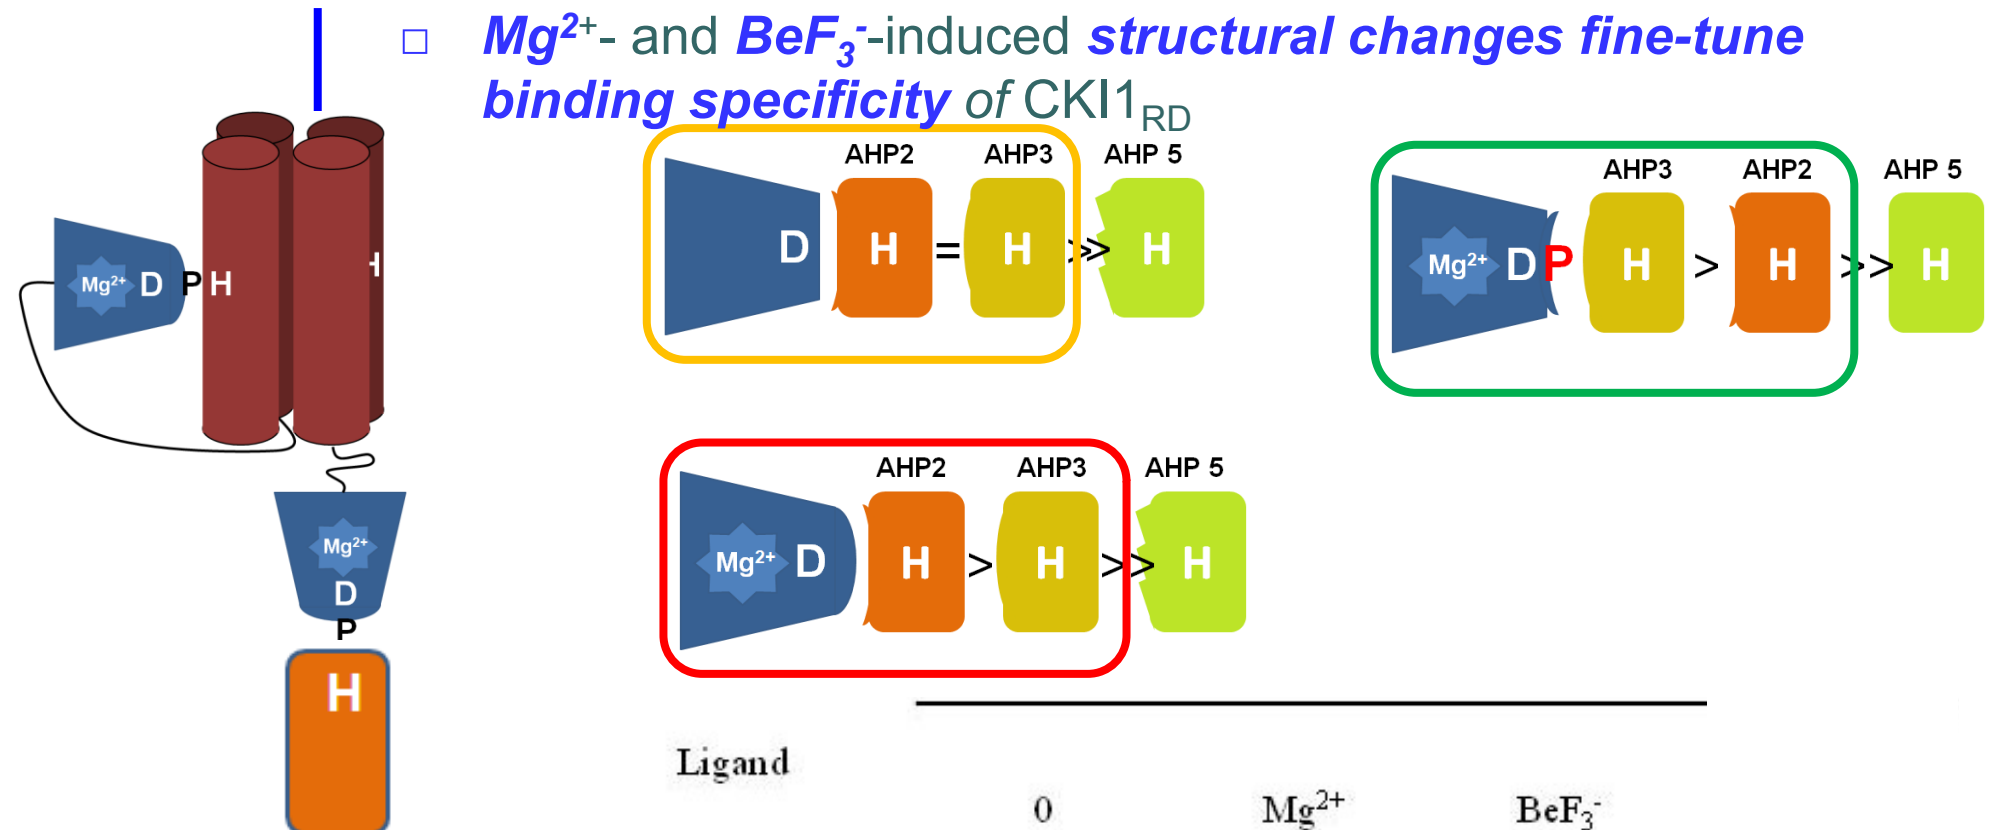 □ Mg²⁺- and BeF₃⁻-induced structural changes fine-tune
binding specificity of CKI1_RD
AHP2 AHP3 AHP 5
D H = H >> H
AHP3 AHP2 AHP 5
Mg²⁺ D P H > H >> H
Mg²⁺ D P H H
AHP2 AHP3 AHP 5
Mg²⁺ D H > H >> H
Mg²⁺
D
P
H
Ligand
0 Mg²⁺ BeF₃⁻